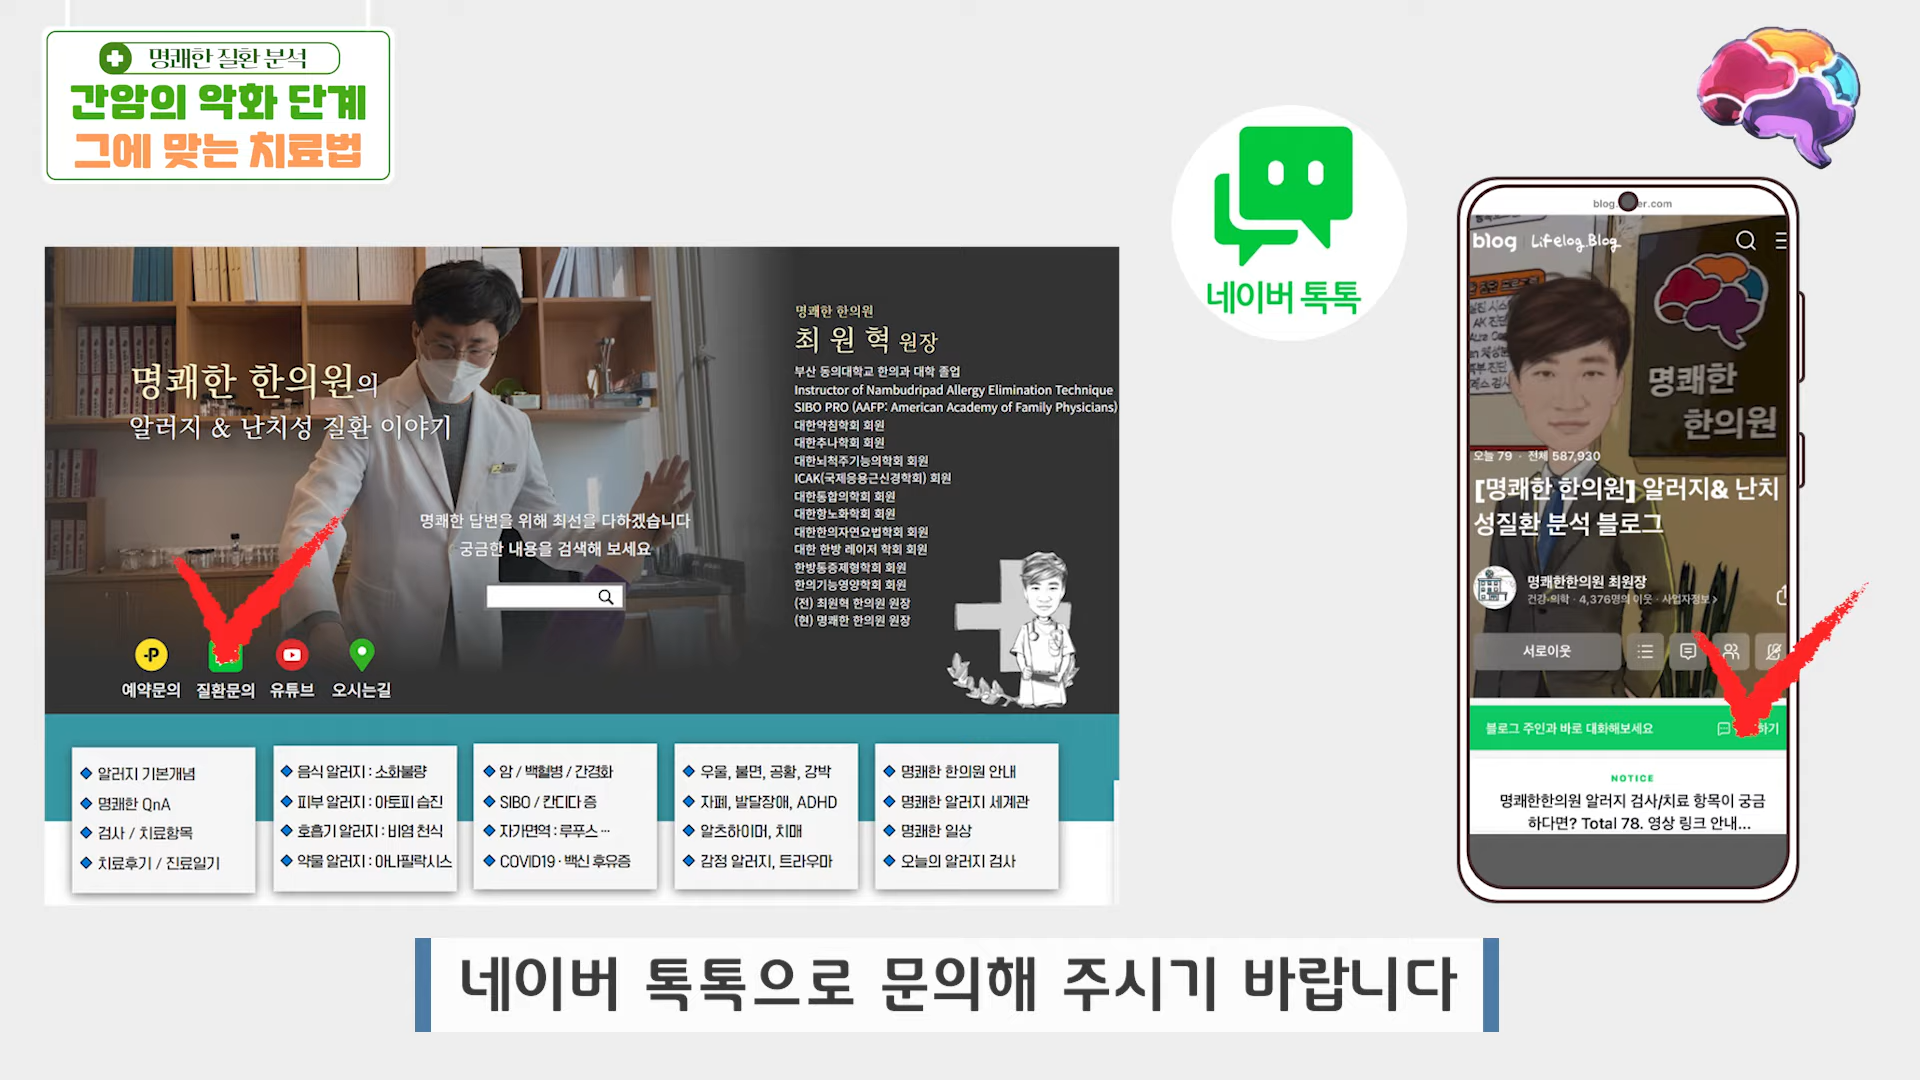 명쾌한 질환 분석
간암의 악화 단계
그에 맞는 치료법
네이버 톡톡
명쾌한 한의원의
알러지 & 난치성 질환 이야기
명쾌한 답변을 위해 최선을 다하겠습니다
궁금한 내용을 검색해 보세요
예약문의
질환문의
유튜브
오시는길
명쾌한 한의원
최원혁 원장
부산 동의대학교 한의과 대학 졸업
Instructor of Nambudripad Allergy Elimination Technique
SIBO PRO (AAFP: American Academy of Family Physicians)
대한약침학회 회원
대한추나학회 회원
대한뇌척주기능의학회 회원
ICAK(국제응용근신경학회) 회원
대한통합의학회 회원
대한항노화학회 회원
대한한의자연요법학회 회원
대한 한방 레이저 학회 회원
한방통증제형학회 회원
한의기능영양학회 회원
(전) 최원혁 한의원 원장
(현) 명쾌한 한의원 원장
알러지 기본개념
명쾌한 QnA
검사 / 치료항목
치료후기 / 진료일기
음식 알러지 : 소화불량
피부 알러지 : 아토피 습진
호흡기 알러지 : 비염 천식
약물 알러지 : 아나필락시스
암 / 백혈병 / 간경화
SIBO / 칸디다 증
자가면역 : 루푸스 ···
COVID19 · 백신 후유증
우울, 불면, 공황, 강박
자폐, 발달장애, ADHD
알츠하이머, 치매
감정 알러지, 트라우마
명쾌한 한의원 안내
명쾌한 알러지 세계관
명쾌한 일상
오늘의 알러지 검사
blog Lifelog.Blog
명쾌한
한의원
오늘 79 · 전체 587,930
[명쾌한 한의원] 알러지& 난치
성질환 분석 블로그
명쾌한한의원 최원장
건강·의학 · 4,376명의 이웃 · 사업자정보 >
서로이웃
블로그 주인과 바로 대화해보세요
하기
NOTICE
명쾌한한의원 알러지 검사/치료 항목이 궁금
하다면? Total 78. 영상 링크 안내...
네이버 톡톡으로 문의해 주시기 바랍니다